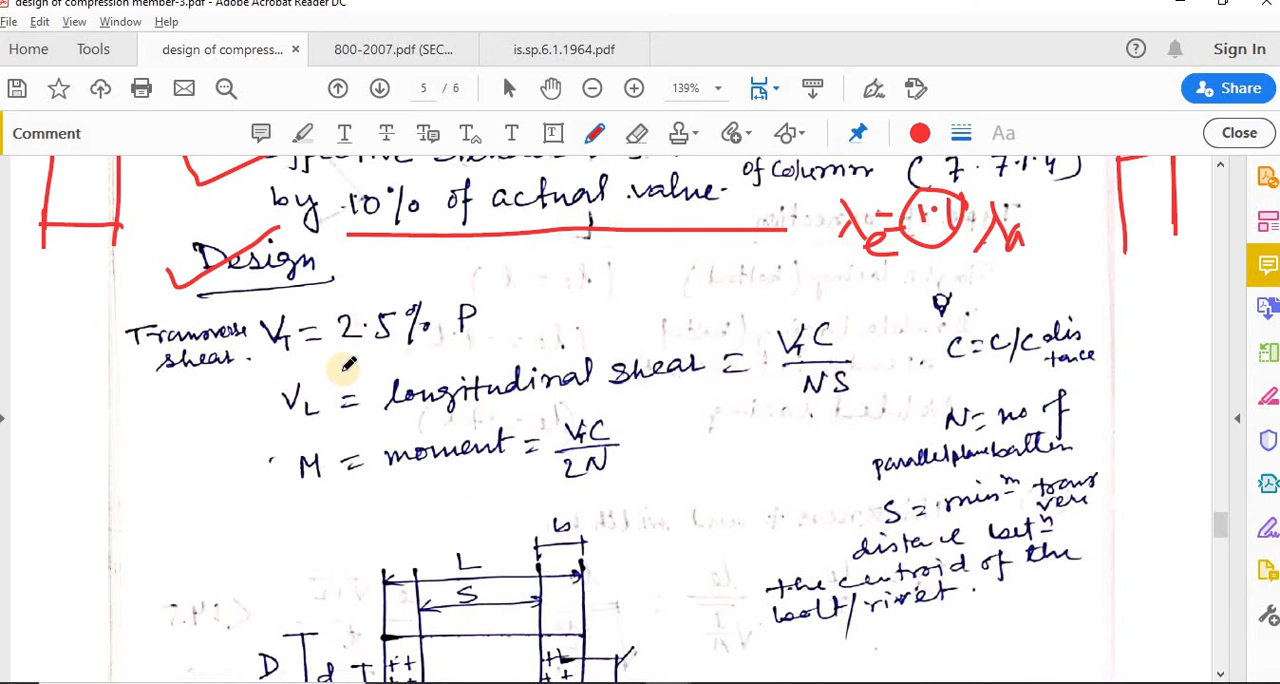 design of compression member-3.pdf - Adobe Acrobat Reader DC
File Edit View Window Help
Home Tools design of compress... × 800-2007.pdf (SEC... is.sp.6.1.1964.pdf Sign In
5 / 6 139% Share
Comment Aa Close
of column (7.7.1.4)
by 10% of actual value.
λe = 1.1 λa
Design
Transverse shear. VT = 2.5% P
VL = longitudinal shear = VTC / NS
C = c/c distance
M = moment = VTC / 2N
N = no of
parallel plane batten
S = minm transverse
distance betn
the centroid of the
bolt/rivet.
b
L
S
D d